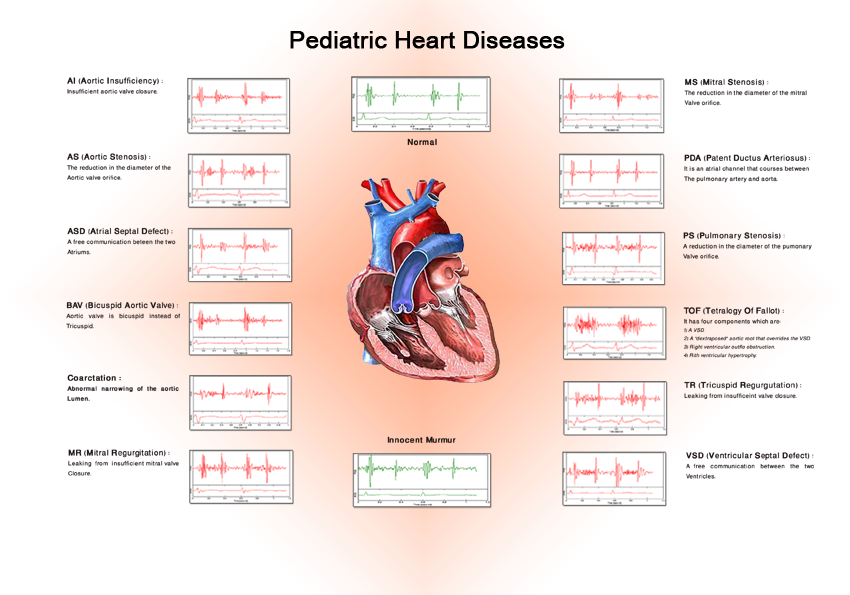 Pediatric Heart Diseases
AI (Aortic Insufficiency) :
Insufficient aortic valve closure.
AS (Aortic Stenosis) :
The reduction in the diameter of the
Aortic valve orifice.
ASD (Atrial Septal Defect) :
A free communication beteen the two
Atriums.
BAV (Bicuspid Aortic Valve) :
Aortic valve is bicuspid instead of
Tricuspid.
Coarctation :
Abnormal narrowing of the aortic
Lumen.
MR (Mitral Regurgitation) :
Leaking from insufficient mitral valve
Closure.
Normal
Innocent Murmur
MS (Mitral Stenosis) :
The reduction in the diameter of the mitral
Valve orifice.
PDA (Patent Ductus Arteriosus) :
It is an atrial channel that courses between
The pulmonary artery and aorta.
PS (Pulmonary Stenosis) :
A reduction in the diameter of the pumonary
Valve orifice.
TOF (Tetralogy Of Fallot) :
It has four components which are:
1) A VSD
2) A "dextraposed" aortic root that overrides the VSD
3) Right ventricular outflo obstruction.
4) Rith ventricular hypertrophy.
TR (Tricuspid Regurgutation) :
Leaking from insufficeint valve closure.
VSD (Ventricular Septal Defect) :
A free communication between the two
Ventricles.